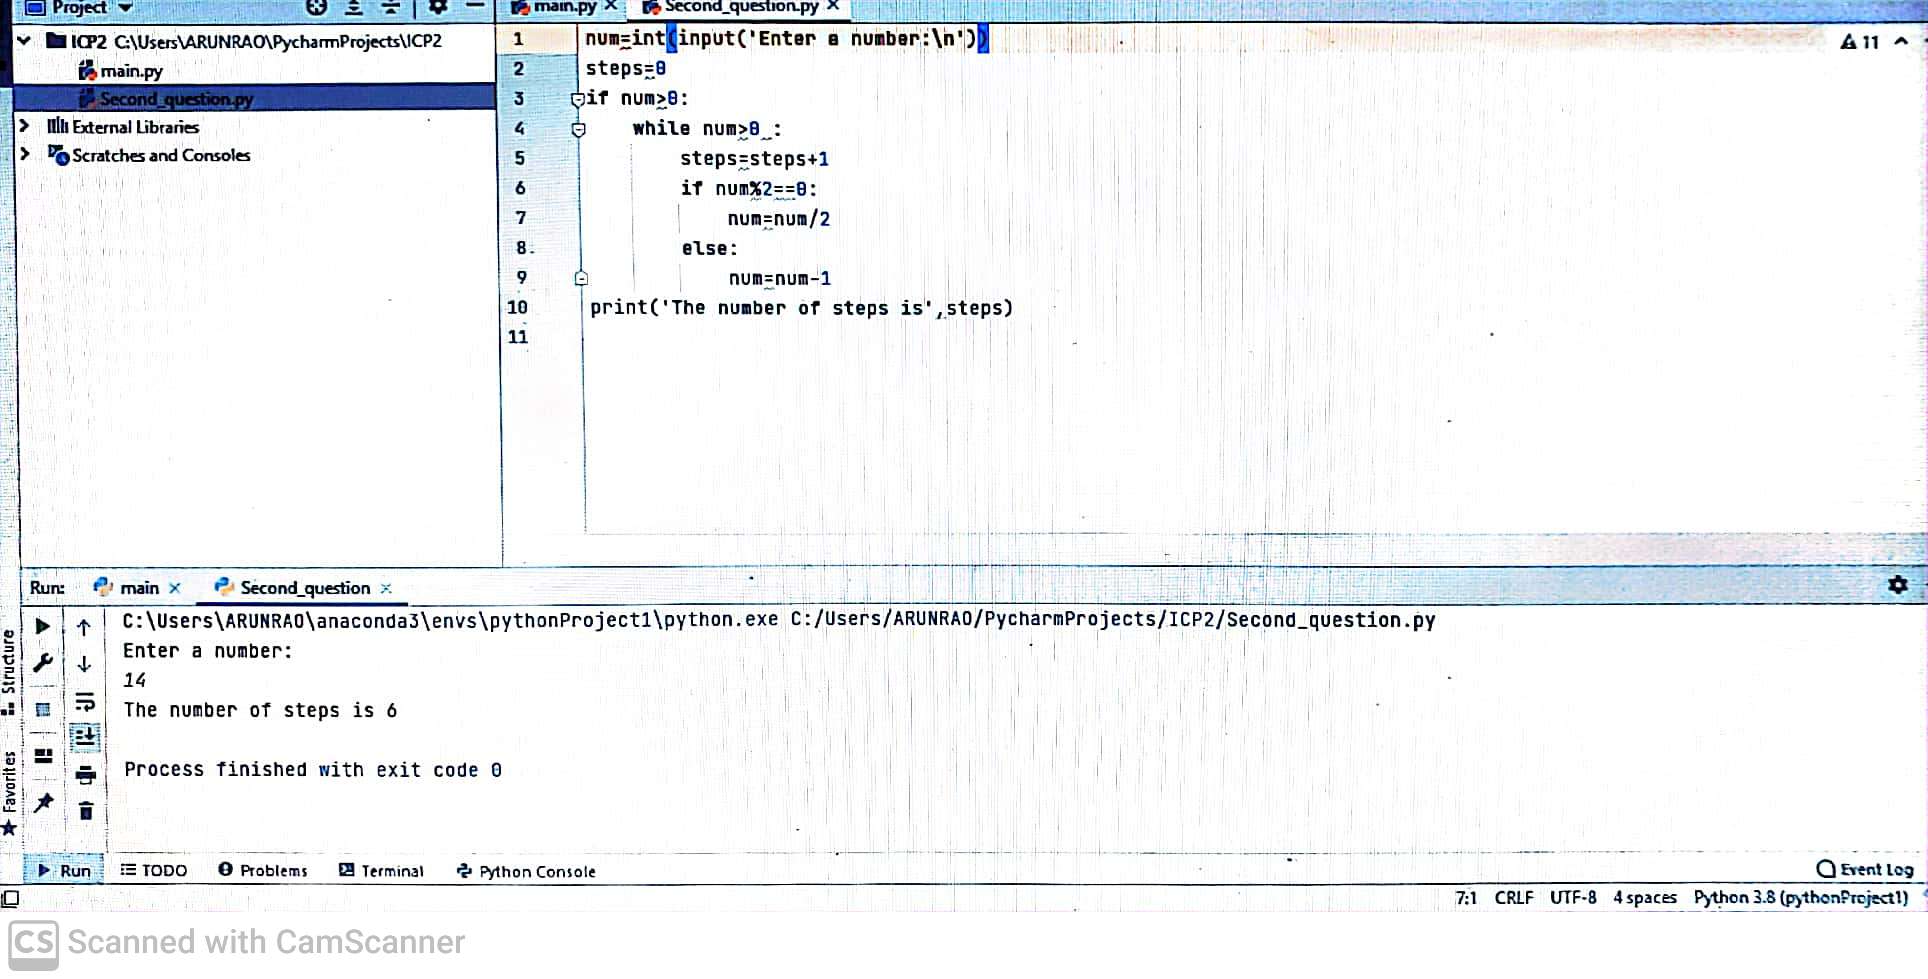 Project
main.py
Second_question.py
ICP2 C:\Users\ARUNRAO\PycharmProjects\ICP2
main.py
Second_question.py
External Libraries
Scratches and Consoles
1 num=int(input('Enter a number:\n'))
2 steps=0
3 if num>0:
4 while num>0 :
5 steps=steps+1
6 if num%2==0:
7 num=num/2
8 else:
9 num=num-1
10 print('The number of steps is',steps)
11
11
Run: main Second_question
C:\Users\ARUNRAO\anaconda3\envs\pythonProject1\python.exe C:/Users/ARUNRAO/PycharmProjects/ICP2/Second_question.py
Enter a number:
14
The number of steps is 6
Process finished with exit code 0
Structure
Favorites
Run TODO Problems Terminal Python Console Event Log
7:1 CRLF UTF-8 4 spaces Python 3.8 (pythonProject1)
CS Scanned with CamScanner